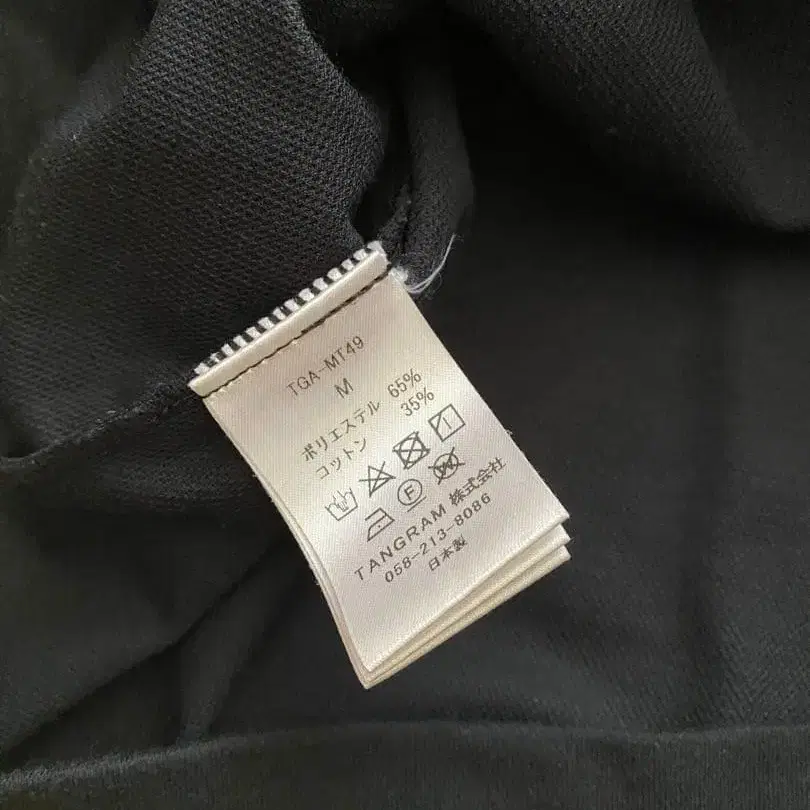 TGA-MT49
M
ポリエステル 65%
コットン 35%
F
W
TANGRAM 株式会社
058-213-8086
日本製